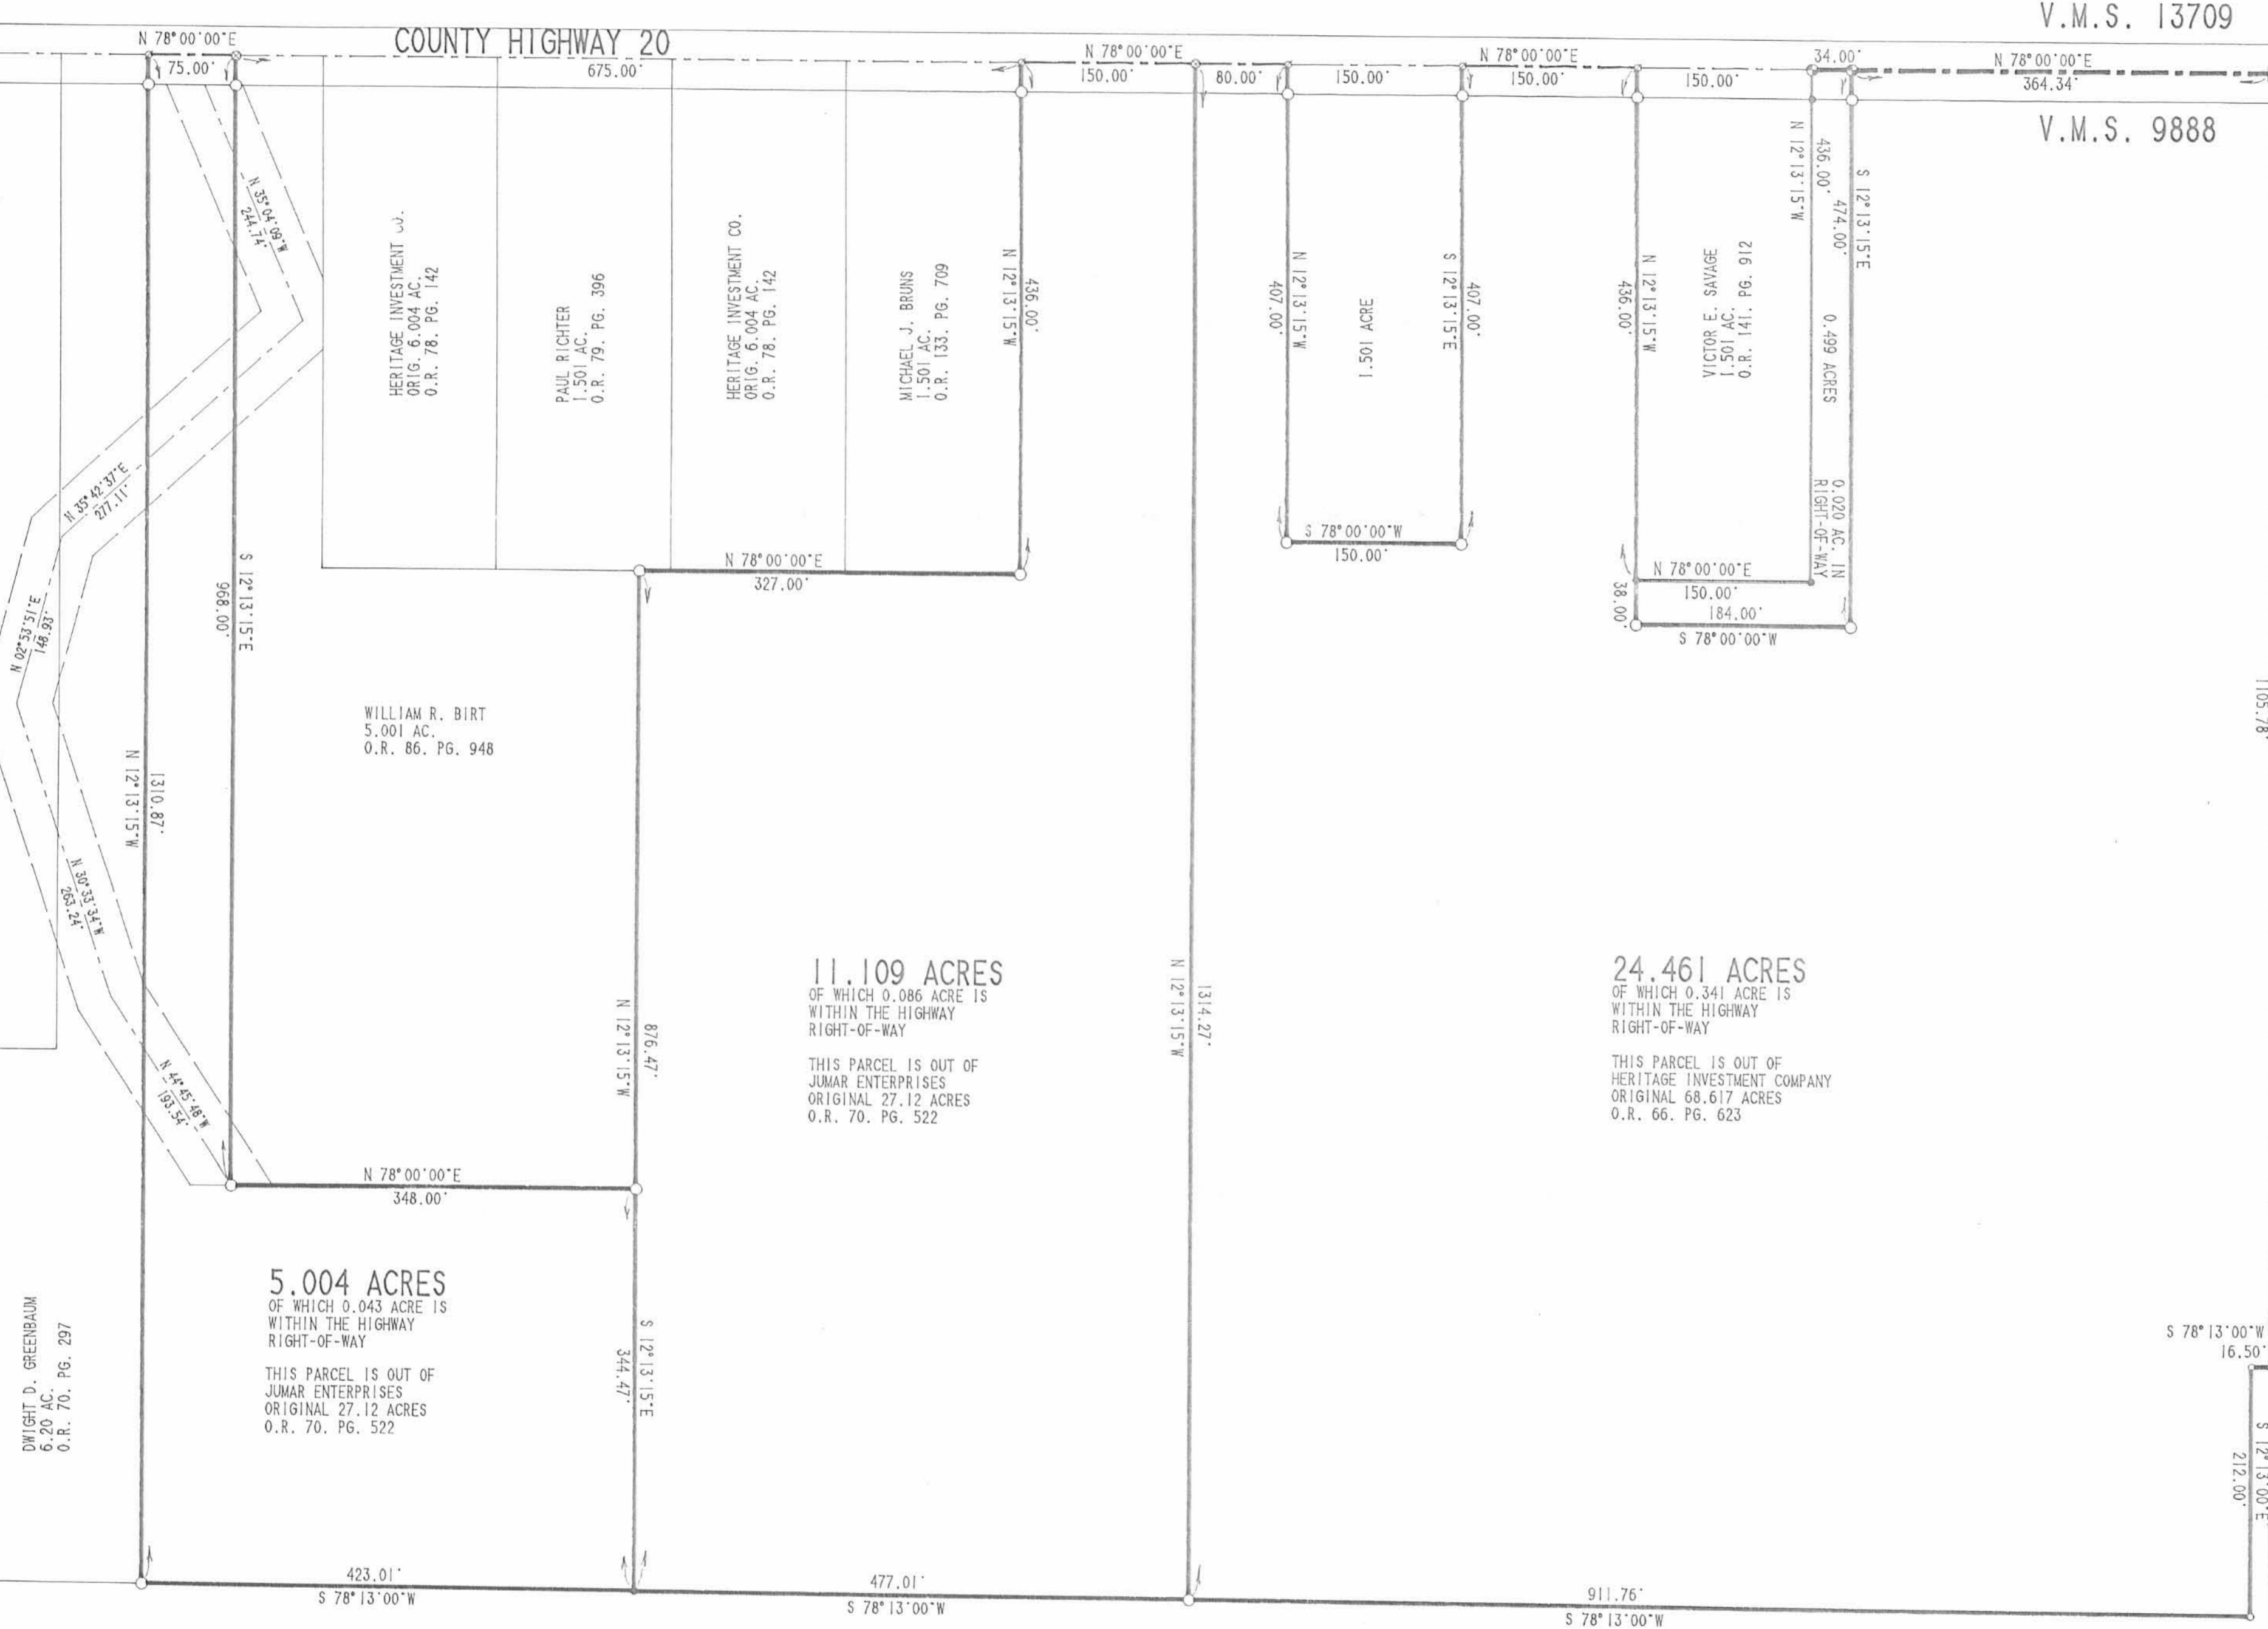 V.M.S. 13709
COUNTY HIGHWAY 20
N 78°00'00"E
75.00'
675.00'
N 78°00'00"E
150.00'
80.00'
150.00'
N 78°00'00"E
150.00'
150.00'
34.00'
N 78°00'00"E
364.34'
V.M.S. 9888
N 35°04'09"W
244.74'
N 35°42'37"E
277.11'
N 02°53'51"E
148.93'
N 30°33'34"W
263.24'
N 44°45'48"W
193.54'
S 12°13'15"E
968.00'
N 12°13'15"W
1310.87'
HERITAGE INVESTMENT
ORIG. 6.004 AC.
O.R. 78. PG. 142
PAUL RICHTER
1.501 AC.
O.R. 79. PG. 396
HERITAGE INVESTMENT CO.
ORIG. 6.004 AC.
O.R. 78. PG. 142
MICHAEL J. BRUNS
1.501 AC.
O.R. 133. PG. 709
N 12°13'15"W
436.00'
N 78°00'00"E
327.00'
N 12°13'15"W
407.00'
1.501 ACRE
S 12°13'15"E
407.00'
S 78°00'00"W
150.00'
N 12°13'15"W
436.00'
VICTOR E. SAVAGE
1.501 AC.
O.R. 141. PG. 912
N 12°13'15"W
436.00'
474.00'
S 12°13'15"E
0.499 ACRES
0.020 AC. IN
RIGHT-OF-WAY
N 78°00'00"E
150.00'
38.00'
184.00'
S 78°00'00"W
1105.78'
WILLIAM R. BIRT
5.001 AC.
O.R. 86. PG. 948
N 12°13'15"W
876.47'
N 12°13'15"W
1314.27'
11.109 ACRES
OF WHICH 0.086 ACRE IS
WITHIN THE HIGHWAY
RIGHT-OF-WAY
THIS PARCEL IS OUT OF
JUMAR ENTERPRISES
ORIGINAL 27.12 ACRES
O.R. 70. PG. 522
24.461 ACRES
OF WHICH 0.341 ACRE IS
WITHIN THE HIGHWAY
RIGHT-OF-WAY
THIS PARCEL IS OUT OF
HERITAGE INVESTMENT COMPANY
ORIGINAL 68.617 ACRES
O.R. 66. PG. 623
N 78°00'00"E
348.00'
5.004 ACRES
OF WHICH 0.043 ACRE IS
WITHIN THE HIGHWAY
RIGHT-OF-WAY
THIS PARCEL IS OUT OF
JUMAR ENTERPRISES
ORIGINAL 27.12 ACRES
O.R. 70. PG. 522
S 12°13'15"E
344.47'
DWIGHT D. GREENBAUM
6.20 AC.
O.R. 70. PG. 297
S 78°13'00"W
16.50'
S 12°13'00"E
212.00'
423.01'
S 78°13'00"W
477.01'
S 78°13'00"W
911.76'
S 78°13'00"W